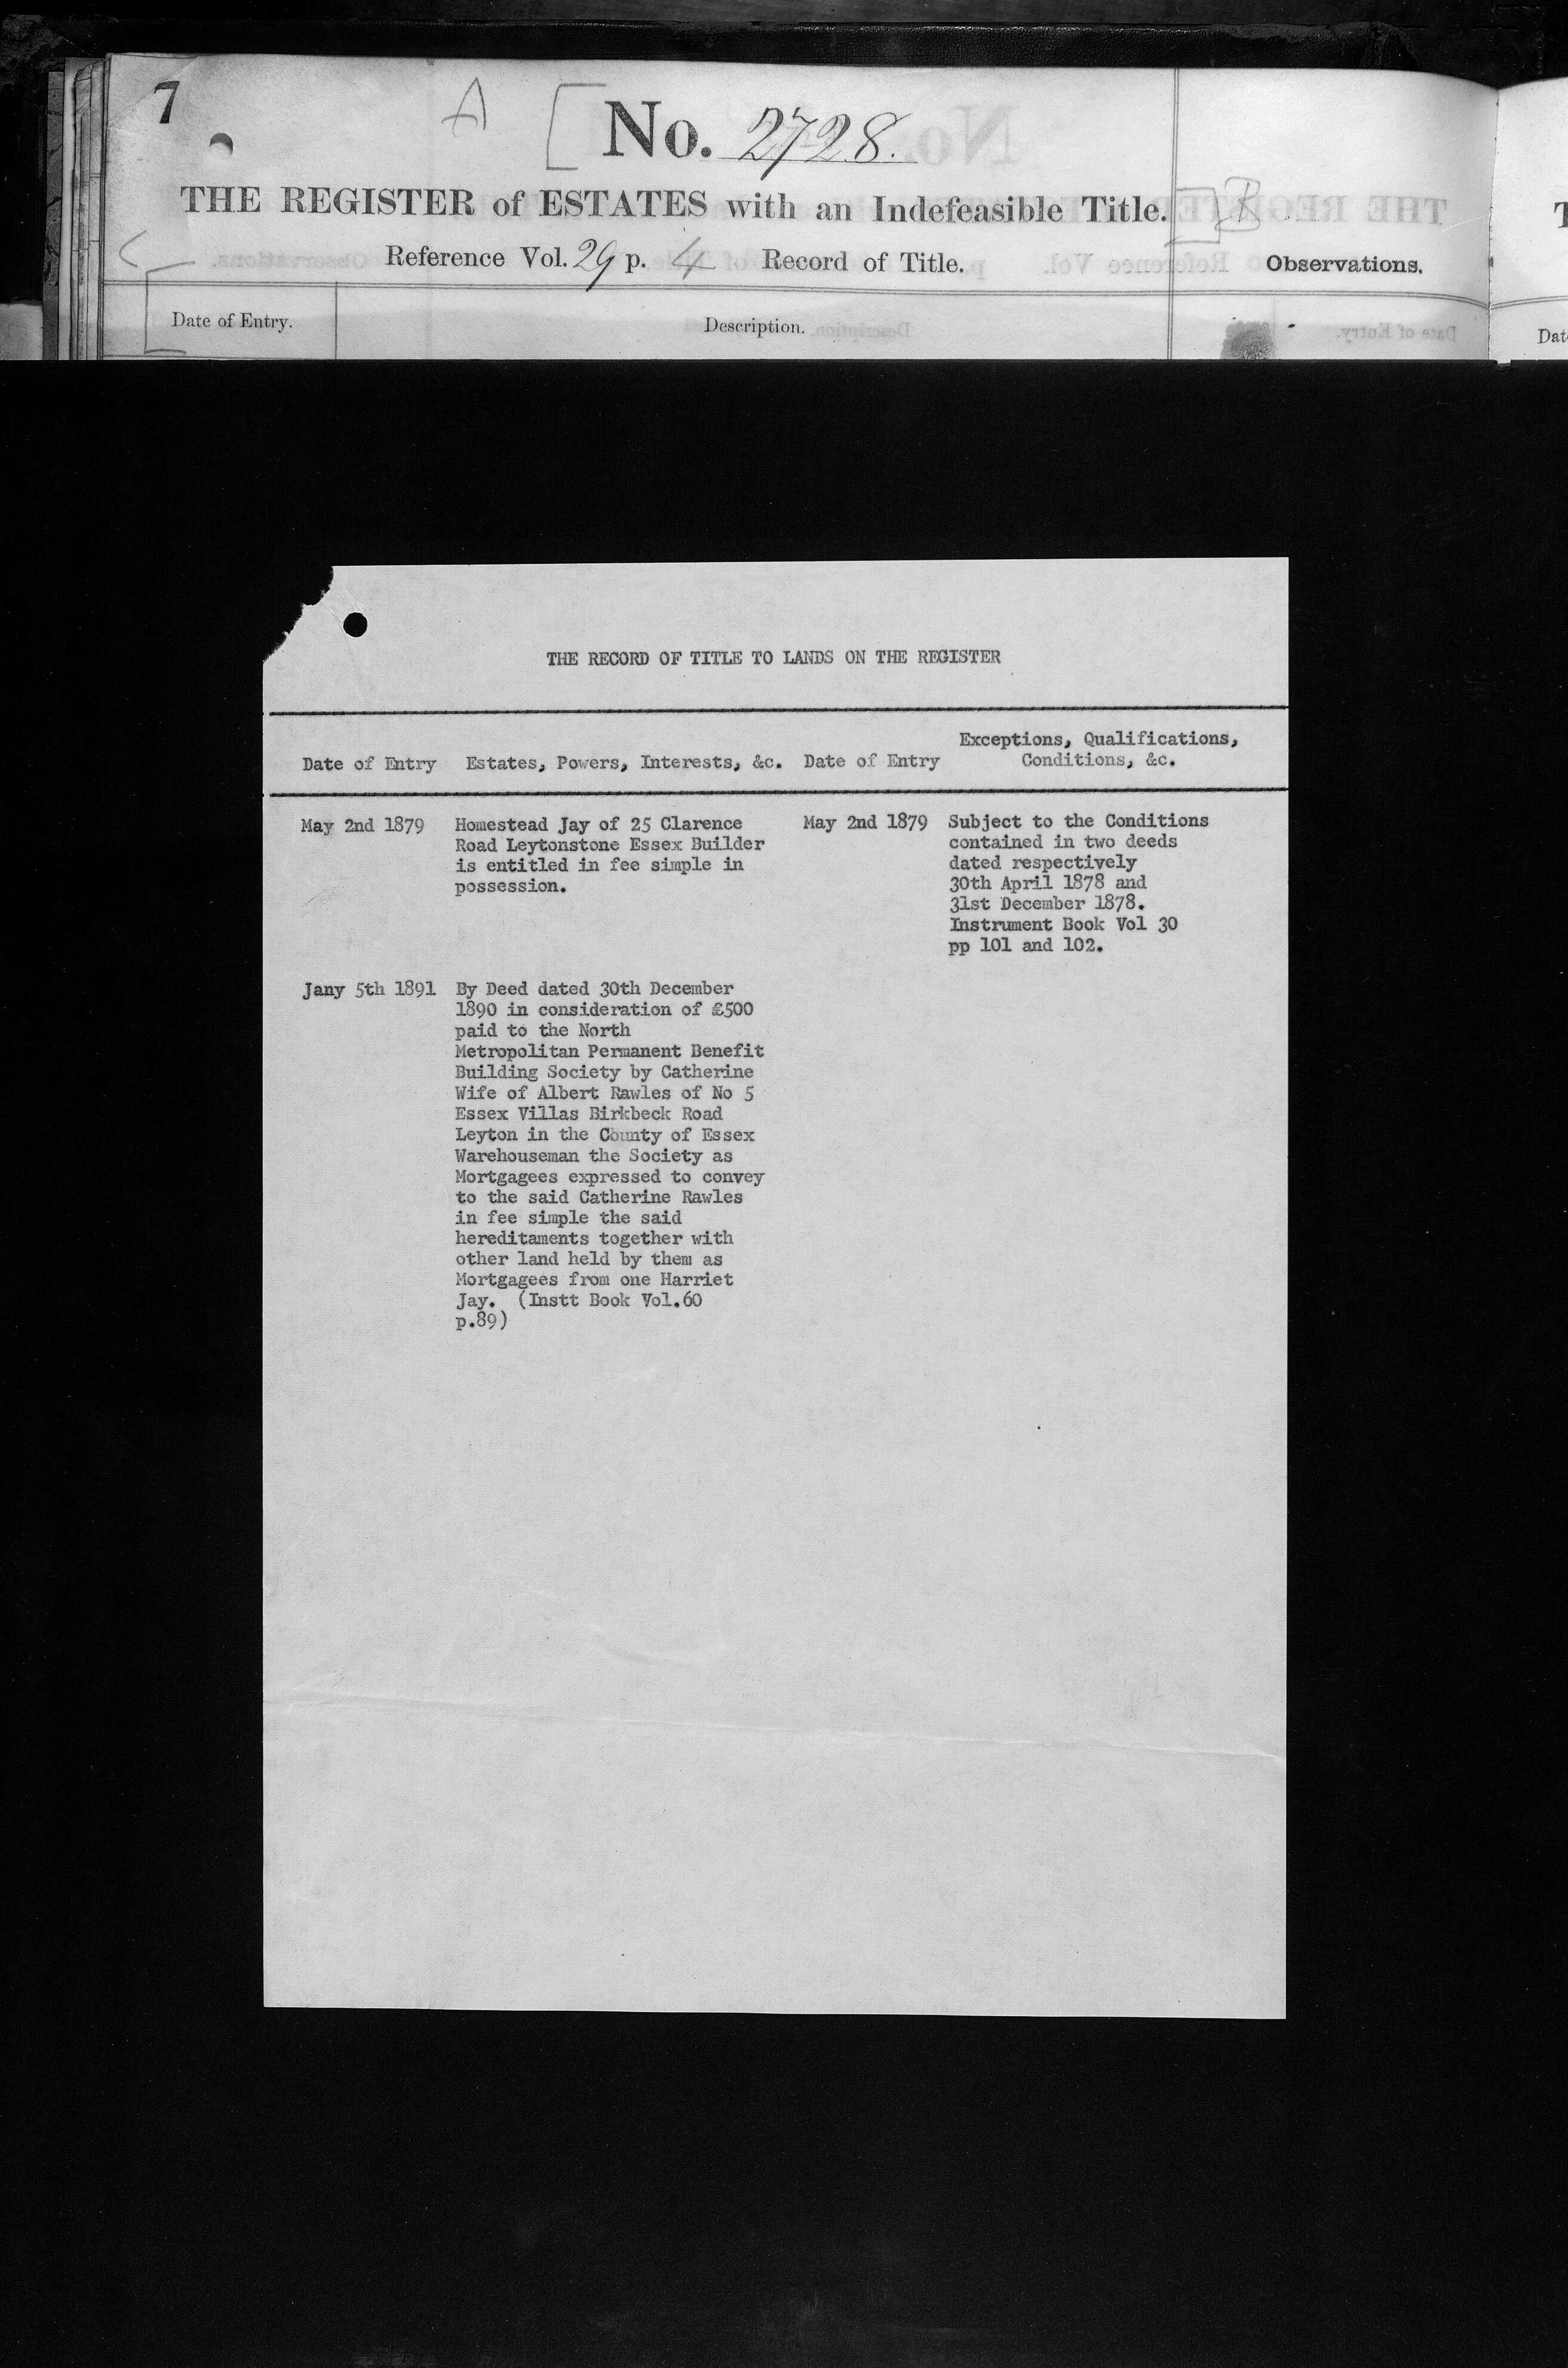 7
A
No. 2728.
THE REGISTER of ESTATES with an Indefeasible Title.
B
Reference Vol. 29 p. 4 Record of Title.
Observations.
C
Date of Entry.
Description.
THE RECORD OF TITLE TO LANDS ON THE REGISTER
Exceptions, Qualifications,
Date of Entry Estates, Powers, Interests, &c. Date of Entry Conditions, &c.
May 2nd 1879
Homestead Jay of 25 Clarence
Road Leytonstone Essex Builder
is entitled in fee simple in
possession.
May 2nd 1879
Subject to the Conditions
contained in two deeds
dated respectively
30th April 1878 and
31st December 1878.
Instrument Book Vol 30
pp 101 and 102.
Jany 5th 1891
By Deed dated 30th December
1890 in consideration of £500
paid to the North
Metropolitan Permanent Benefit
Building Society by Catherine
Wife of Albert Rawles of No 5
Essex Villas Birkbeck Road
Leyton in the County of Essex
Warehouseman the Society as
Mortgagees expressed to convey
to the said Catherine Rawles
in fee simple the said
hereditaments together with
other land held by them as
Mortgagees from one Harriet
Jay. (Instt Book Vol.60
p.89)